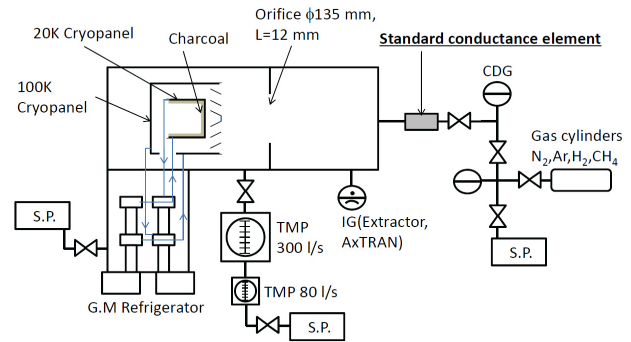 Orifice ϕ135 mm,
L=12 mm
20K Cryopanel
Charcoal
Standard conductance element
CDG
100K
Cryopanel
Gas cylinders
N₂,Ar,H₂,CH₄
S.P.
TMP
300 l/s
IG(Extractor,
AxTRAN)
S.P.
G.M Refrigerator
TMP 80 l/s
S.P.